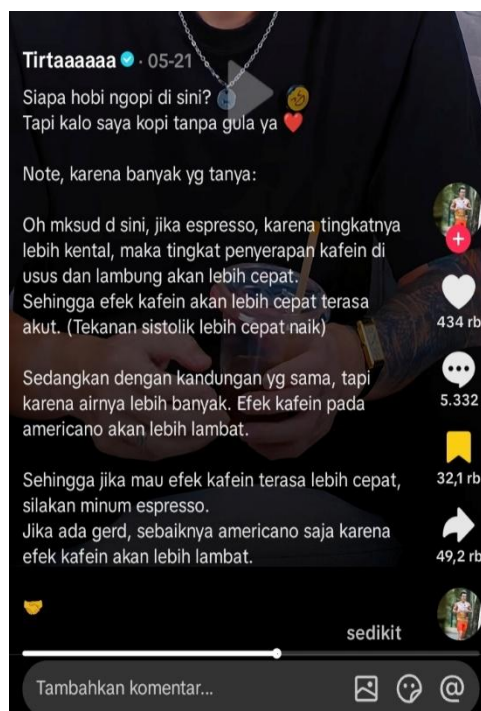 Tirtaaaaaa · 05-21
Siapa hobi ngopi di sini?
Tapi kalo saya kopi tanpa gula ya ❤️
Note, karena banyak yg tanya:
Oh mksud d sini, jika espresso, karena tingkatnya
lebih kental, maka tingkat penyerapan kafein di
usus dan lambung akan lebih cepat.
Sehingga efek kafein akan lebih cepat terasa
akut. (Tekanan sistolik lebih cepat naik)
Sedangkan dengan kandungan yg sama, tapi
karena airnya lebih banyak. Efek kafein pada
americano akan lebih lambat.
Sehingga jika mau efek kafein terasa lebih cepat,
silakan minum espresso.
Jika ada gerd, sebaiknya americano saja karena
efek kafein akan lebih lambat.
🤝
434 rb
5.332
32,1 rb
49,2 rb
sedikit
Tambahkan komentar...